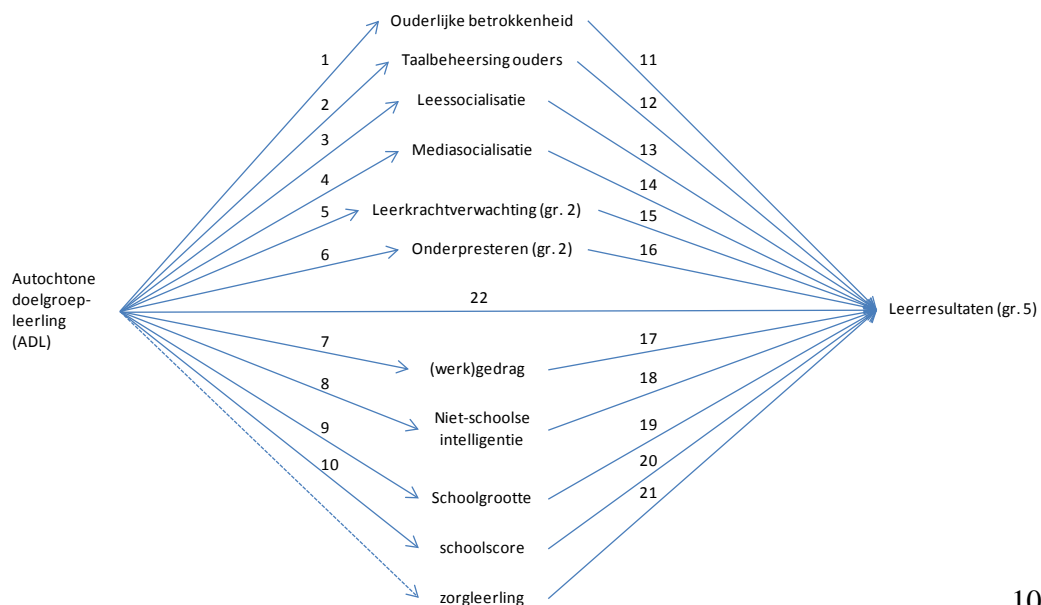 Ouderlijke betrokkenheid
1
11
Taalbeheersing ouders
2
12
Leessocialisatie
3
13
Mediasocialisatie
4
14
5
Leerkrachtverwachting (gr. 2)
15
6
Onderpresteren (gr. 2)
16
Autochtone
doelgroep-
leerling
(ADL)
22
Leerresultaten (gr. 5)
7
17
(werk)gedrag
8
18
Niet-schoolse
intelligentie
9
19
10
20
Schoolgrootte
21
schoolscore
zorgleerling
10